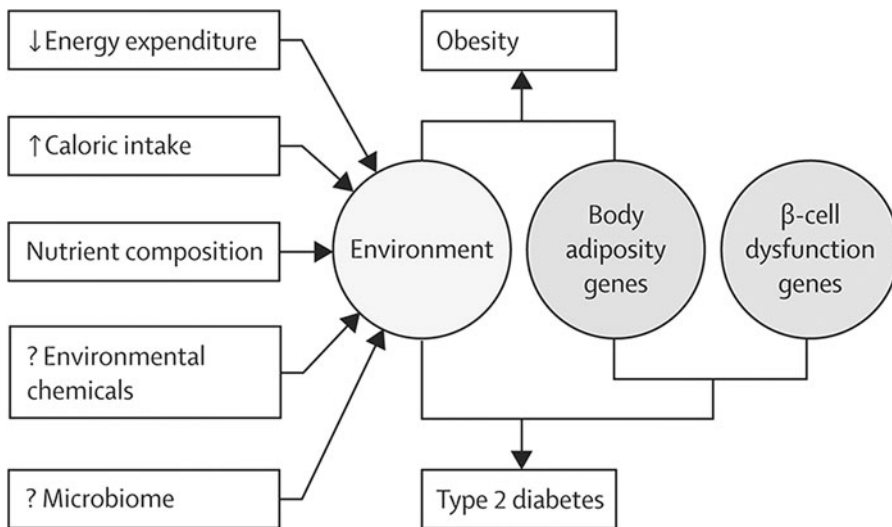 ↓Energy expenditure
↑Caloric intake
Nutrient composition
? Environmental
chemicals
? Microbiome
Obesity
Environment
Body
adiposity
genes
β-cell
dysfunction
genes
Type 2 diabetes